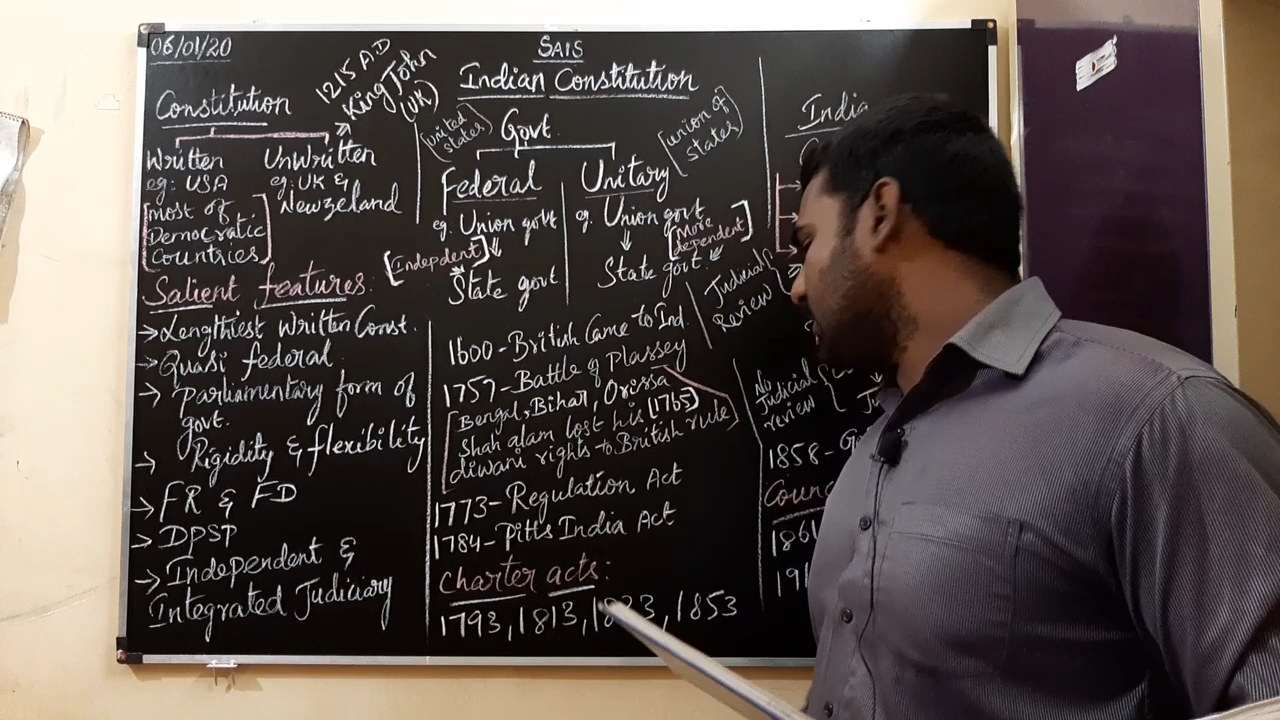 06/01/20
SAIS
Indian Constitution
Constitution
1215 A.D
King John
(UK)
Written
eg: USA
[most of
Democratic
Countries]
UnWritten
eg: UK &
Newzeland
Salient features
→ Lengthiest Written Const.
→ Quasi federal
→ Parliamentary form of
govt.
→ Rigidity & flexibility
→ FR & FD
→ DPSP
→ Independent &
Integrated Judiciary
Govt.
[united
states]
[union of
states]
Federal
eg. Union govt
[Indepdent]
State govt
Unitary
eg. Union govt
[More
dependent]
State govt.
1600 - British Came to Ind.
1757 - Battle of Plassey
[Bengal, Bihar, Orissa
Shah alam lost his [1765]
diwani rights to British rule]
1773 - Regulation Act
1784 - Pitts India Act
Charter acts:
1793, 1813, 1833, 1853
India
Judicial
Review
No
Judicial
review
1858 -